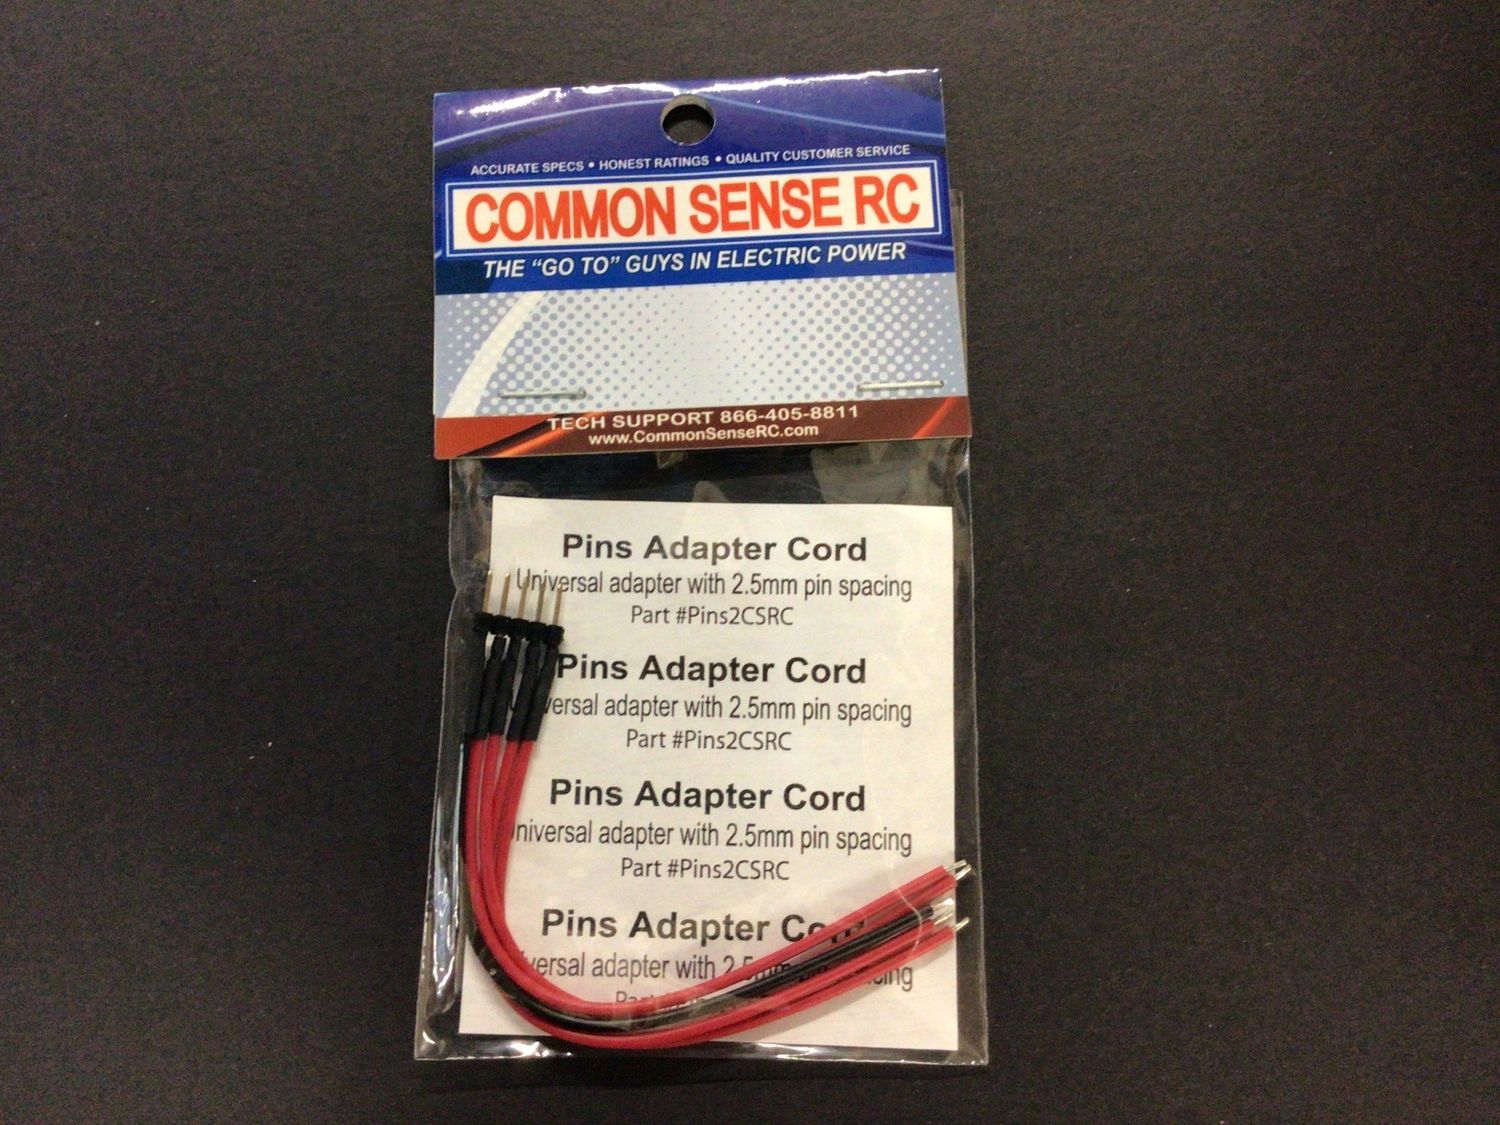 ACCURATE SPECS • HONEST RATINGS • QUALITY CUSTOMER SERVICE
COMMON SENSE RC
THE "GO TO" GUYS IN ELECTRIC POWER
TECH SUPPORT 866-405-8811
www.CommonSenseRC.com
Pins Adapter Cord
Universal adapter with 2.5mm pin spacing
Part #Pins2CSRC
Pins Adapter Cord
versal adapter with 2.5mm pin spacing
Part #Pins2CSRC
Pins Adapter Cord
Universal adapter with 2.5mm pin spacing
Part #Pins2CSRC
Pins Adapter Cord
versal adapter with 2.5mm